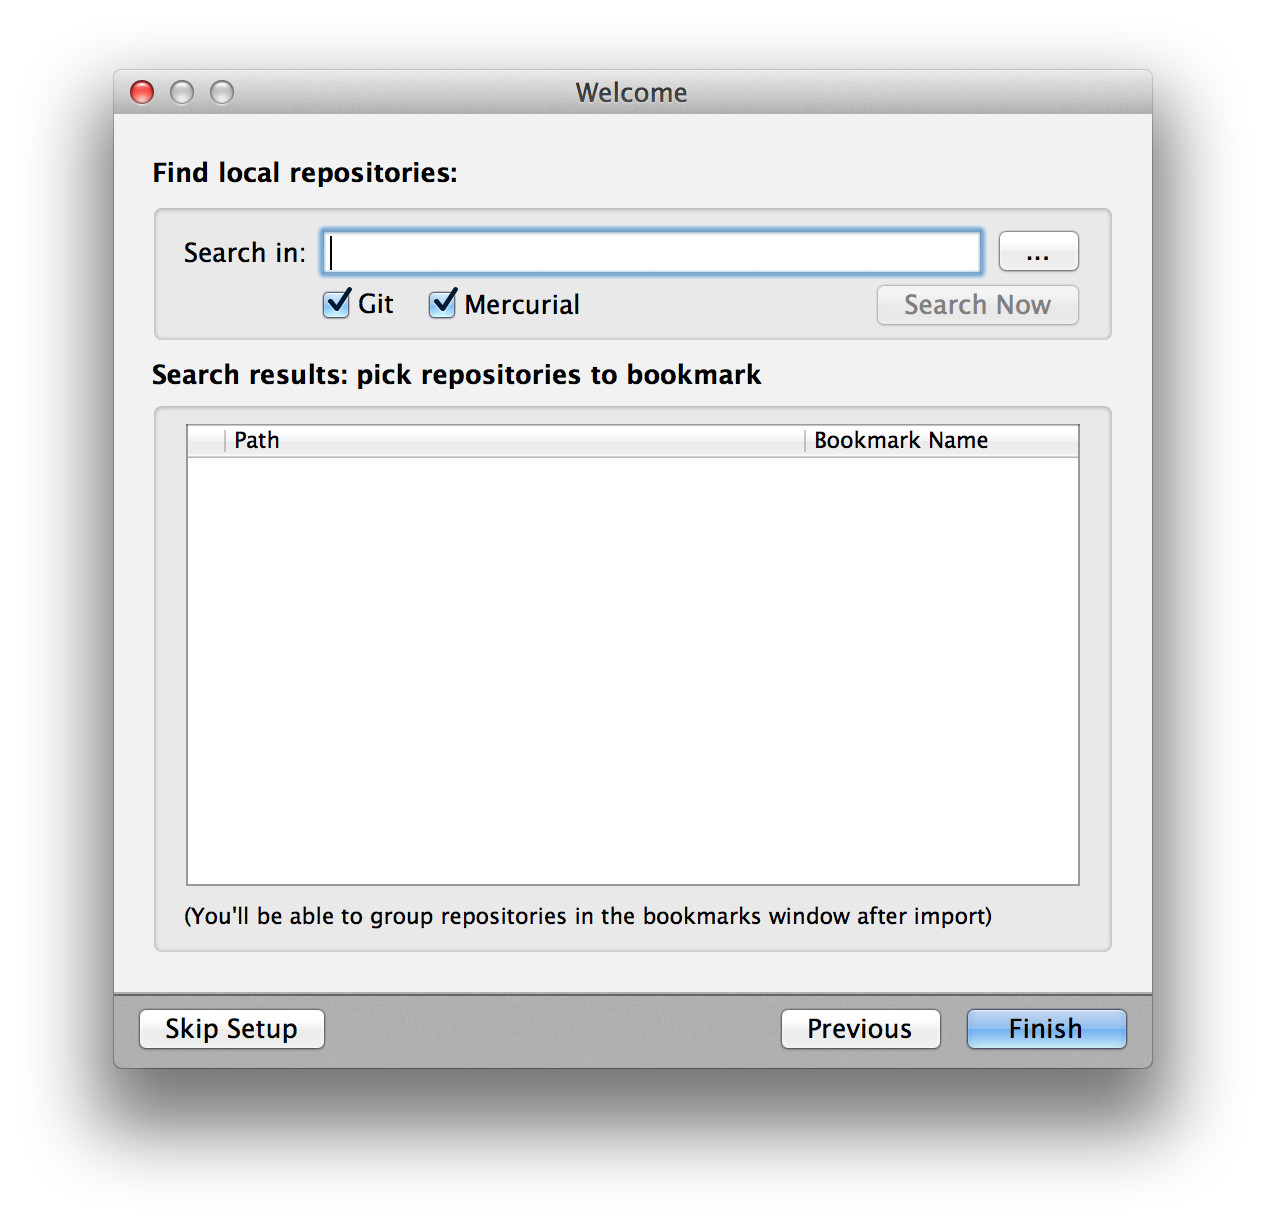 Welcome
Find local repositories:
Search in:
...
Git
Mercurial
Search Now
Search results: pick repositories to bookmark
Path
Bookmark Name
(You'll be able to group repositories in the bookmarks window after import)
Skip Setup
Previous
Finish